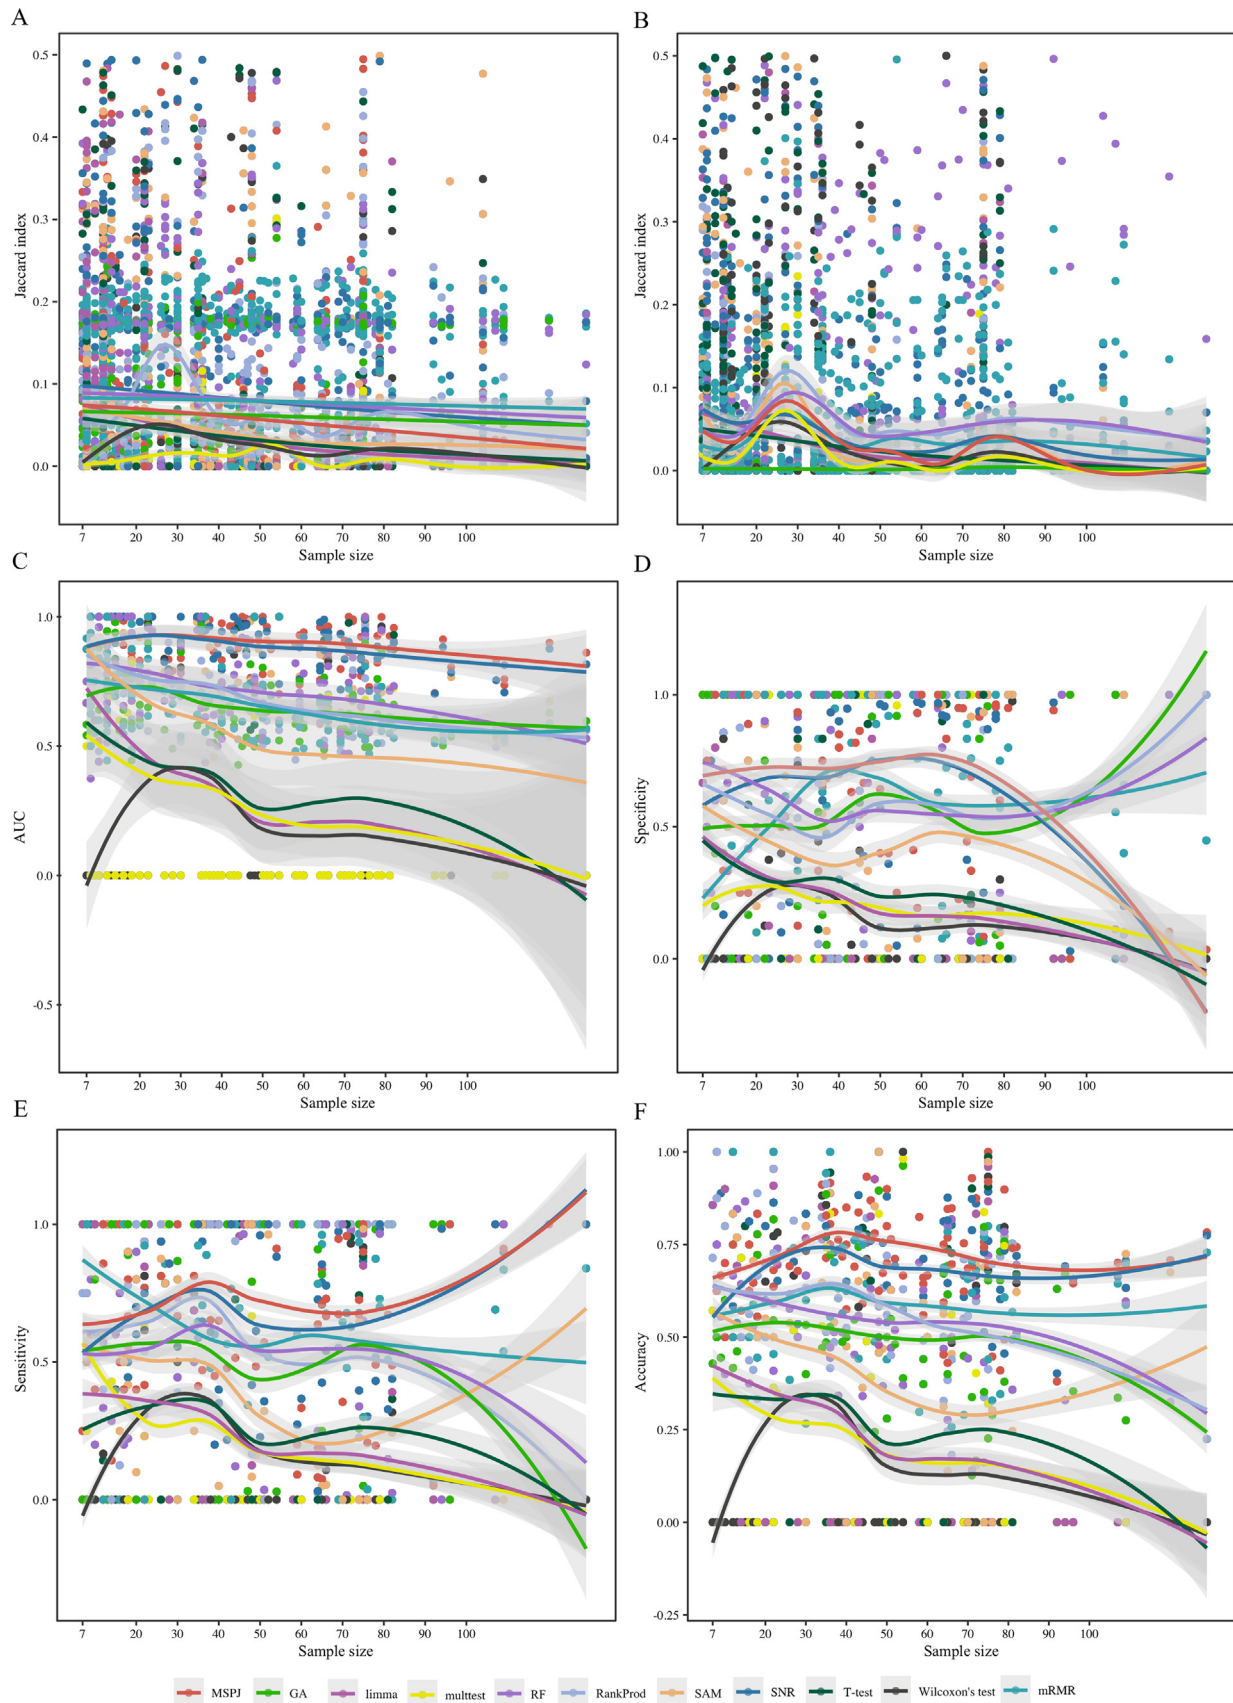 A
B
0.5
0.4
0.3
0.2
0.1
0.0
Jaccard index
7 20 30 40 50 60 70 80 90 100
Sample size
0.5
0.4
0.3
0.2
0.1
0.0
Jaccard index
7 20 30 40 50 60 70 80 90 100
Sample size
C
D
1.0
0.5
0.0
-0.5
AUC
7 20 30 40 50 60 70 80 90 100
Sample size
1.0
0.5
0.0
Specificity
7 20 30 40 50 60 70 80 90 100
Sample size
E
F
1.0
0.5
0.0
Sensitivity
7 20 30 40 50 60 70 80 90 100
Sample size
1.00
0.75
0.50
0.25
0.00
-0.25
Accuracy
7 20 30 40 50 60 70 80 90 100
Sample size
MSPJ GA limma multtest RF RankProd SAM SNR T-test Wilcoxon's test mRMR